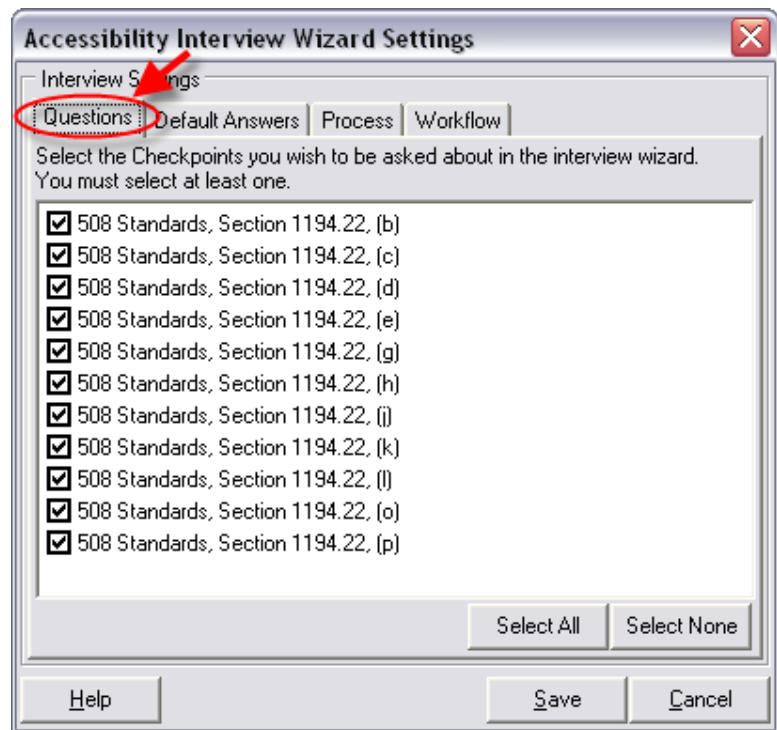 Accessibility Interview Wizard Settings
Interview S ngs
Questions Default Answers Process Workflow
Select the Checkpoints you wish to be asked about in the interview wizard.
You must select at least one.
508 Standards, Section 1194.22, (b)
508 Standards, Section 1194.22, (c)
508 Standards, Section 1194.22, (d)
508 Standards, Section 1194.22, (e)
508 Standards, Section 1194.22, (g)
508 Standards, Section 1194.22, (h)
508 Standards, Section 1194.22, (j)
508 Standards, Section 1194.22, (k)
508 Standards, Section 1194.22, (l)
508 Standards, Section 1194.22, (o)
508 Standards, Section 1194.22, (p)
Select All Select None
Help Save Cancel